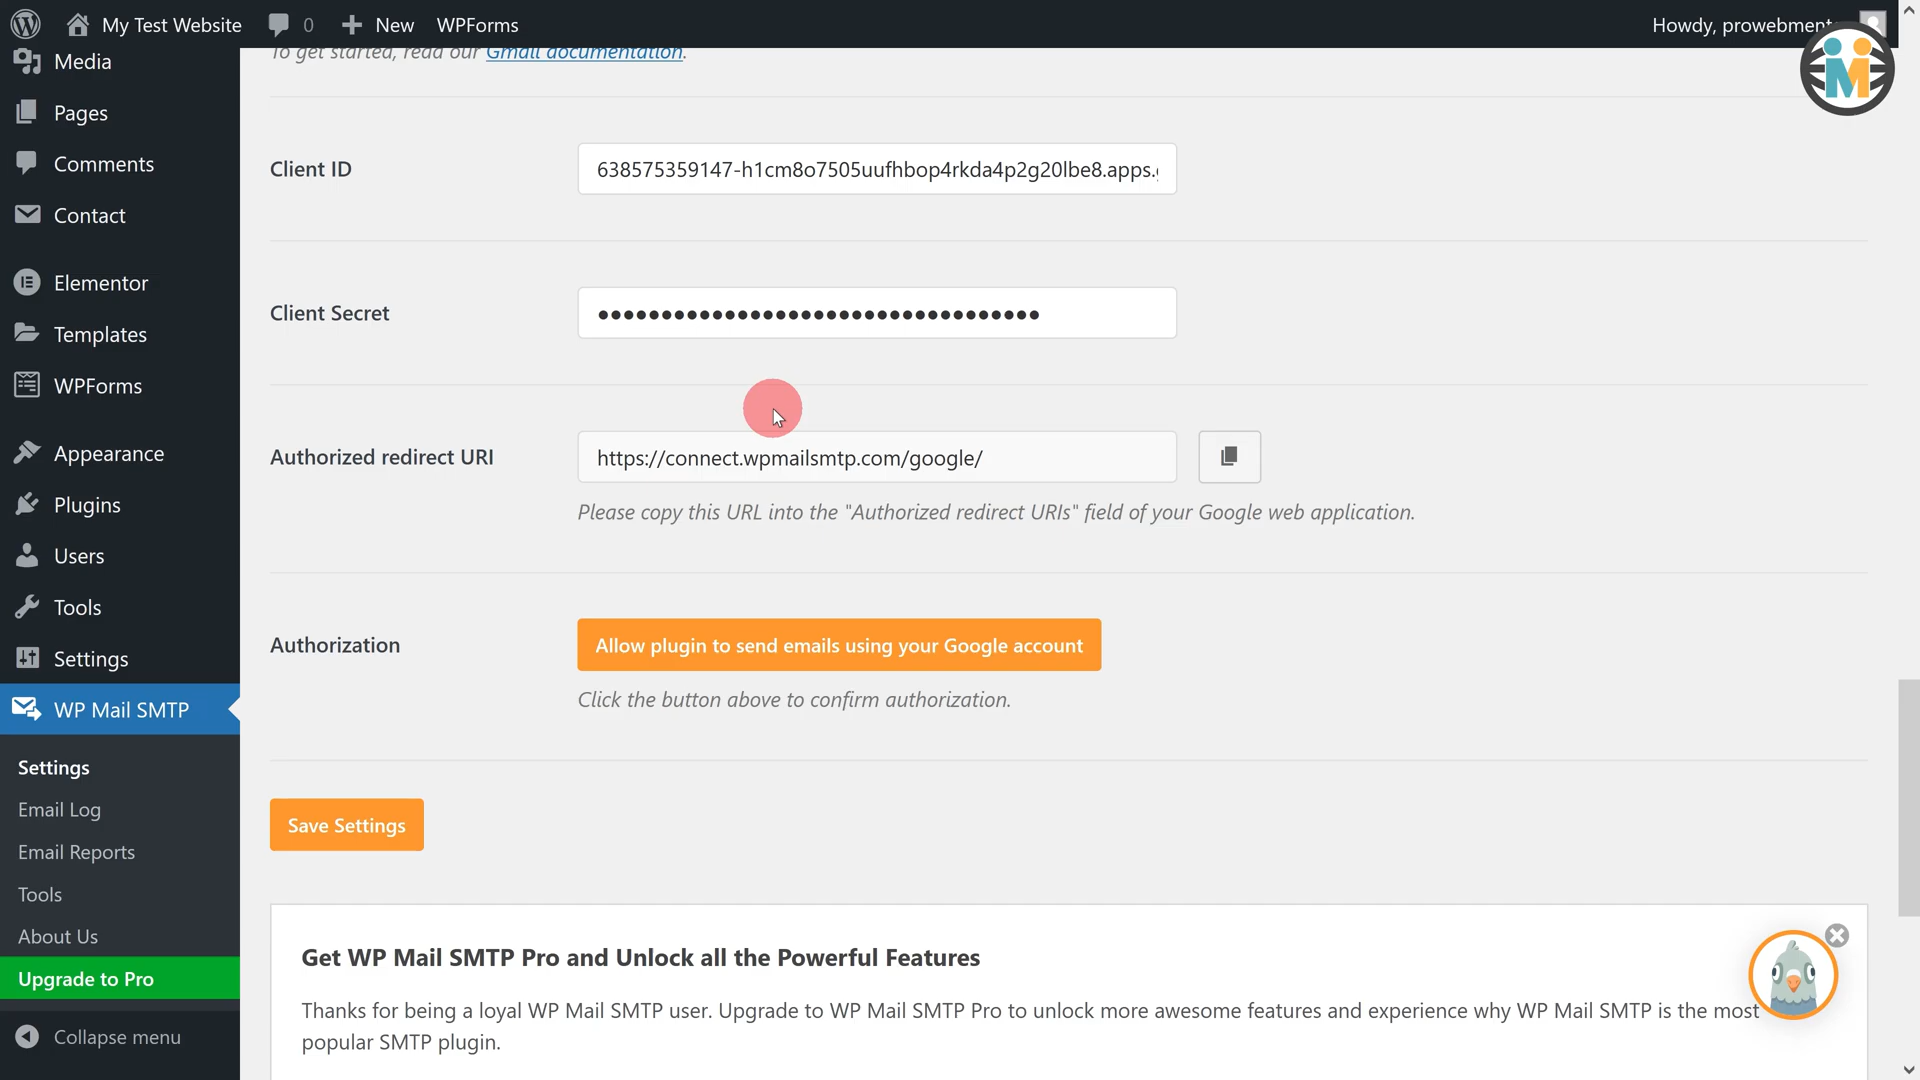 My Test Website
0
New
WPForms
Howdy, prowebment
M
Media
Pages
Comments
Contact
Elementor
Templates
WPForms
Appearance
Plugins
Users
Tools
Settings
WP Mail SMTP
Settings
Email Log
Email Reports
Tools
About Us
Upgrade to Pro
Collapse menu
To get started, read our Gmail documentation.
Client ID
638575359147-h1cm8o7505uufhbop4rkda4p2g20lbe8.apps.
Client Secret
••••••••••••••••••••••••••••••••••• 
Authorized redirect URI
https://connect.wpmailsmtp.com/google/
Please copy this URL into the "Authorized redirect URIs" field of your Google web application.
Authorization
Allow plugin to send emails using your Google account
Click the button above to confirm authorization.
Save Settings
Get WP Mail SMTP Pro and Unlock all the Powerful Features
Thanks for being a loyal WP Mail SMTP user. Upgrade to WP Mail SMTP Pro to unlock more awesome features and experience why WP Mail SMTP is the most
popular SMTP plugin.